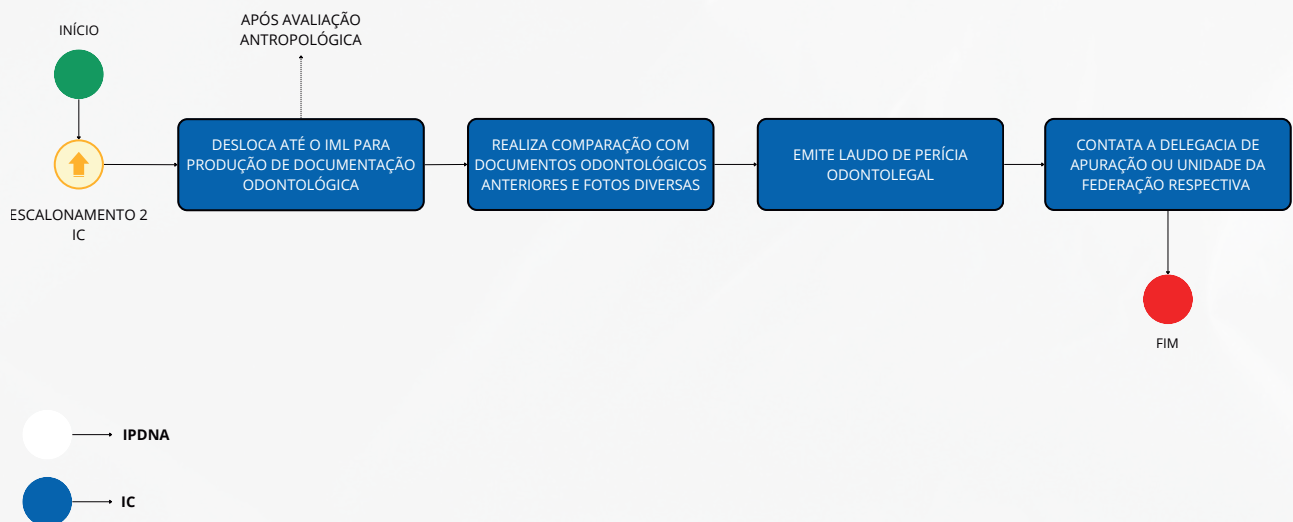 INÍCIO
APÓS AVALIAÇÃO
ANTROPOLÓGICA
ESCALONAMENTO 2
IC
DESLOCA ATÉ O IML PARA
PRODUÇÃO DE DOCUMENTAÇÃO
ODONTOLÓGICA
REALIZA COMPARAÇÃO COM
DOCUMENTOS ODONTOLÓGICOS
ANTERIORES E FOTOS DIVERSAS
EMITE LAUDO DE PERÍCIA
ODONTOLEGAL
CONTATA A DELEGACIA DE
APURAÇÃO OU UNIDADE DA
FEDERAÇÃO RESPECTIVA
FIM
IPDNA
IC